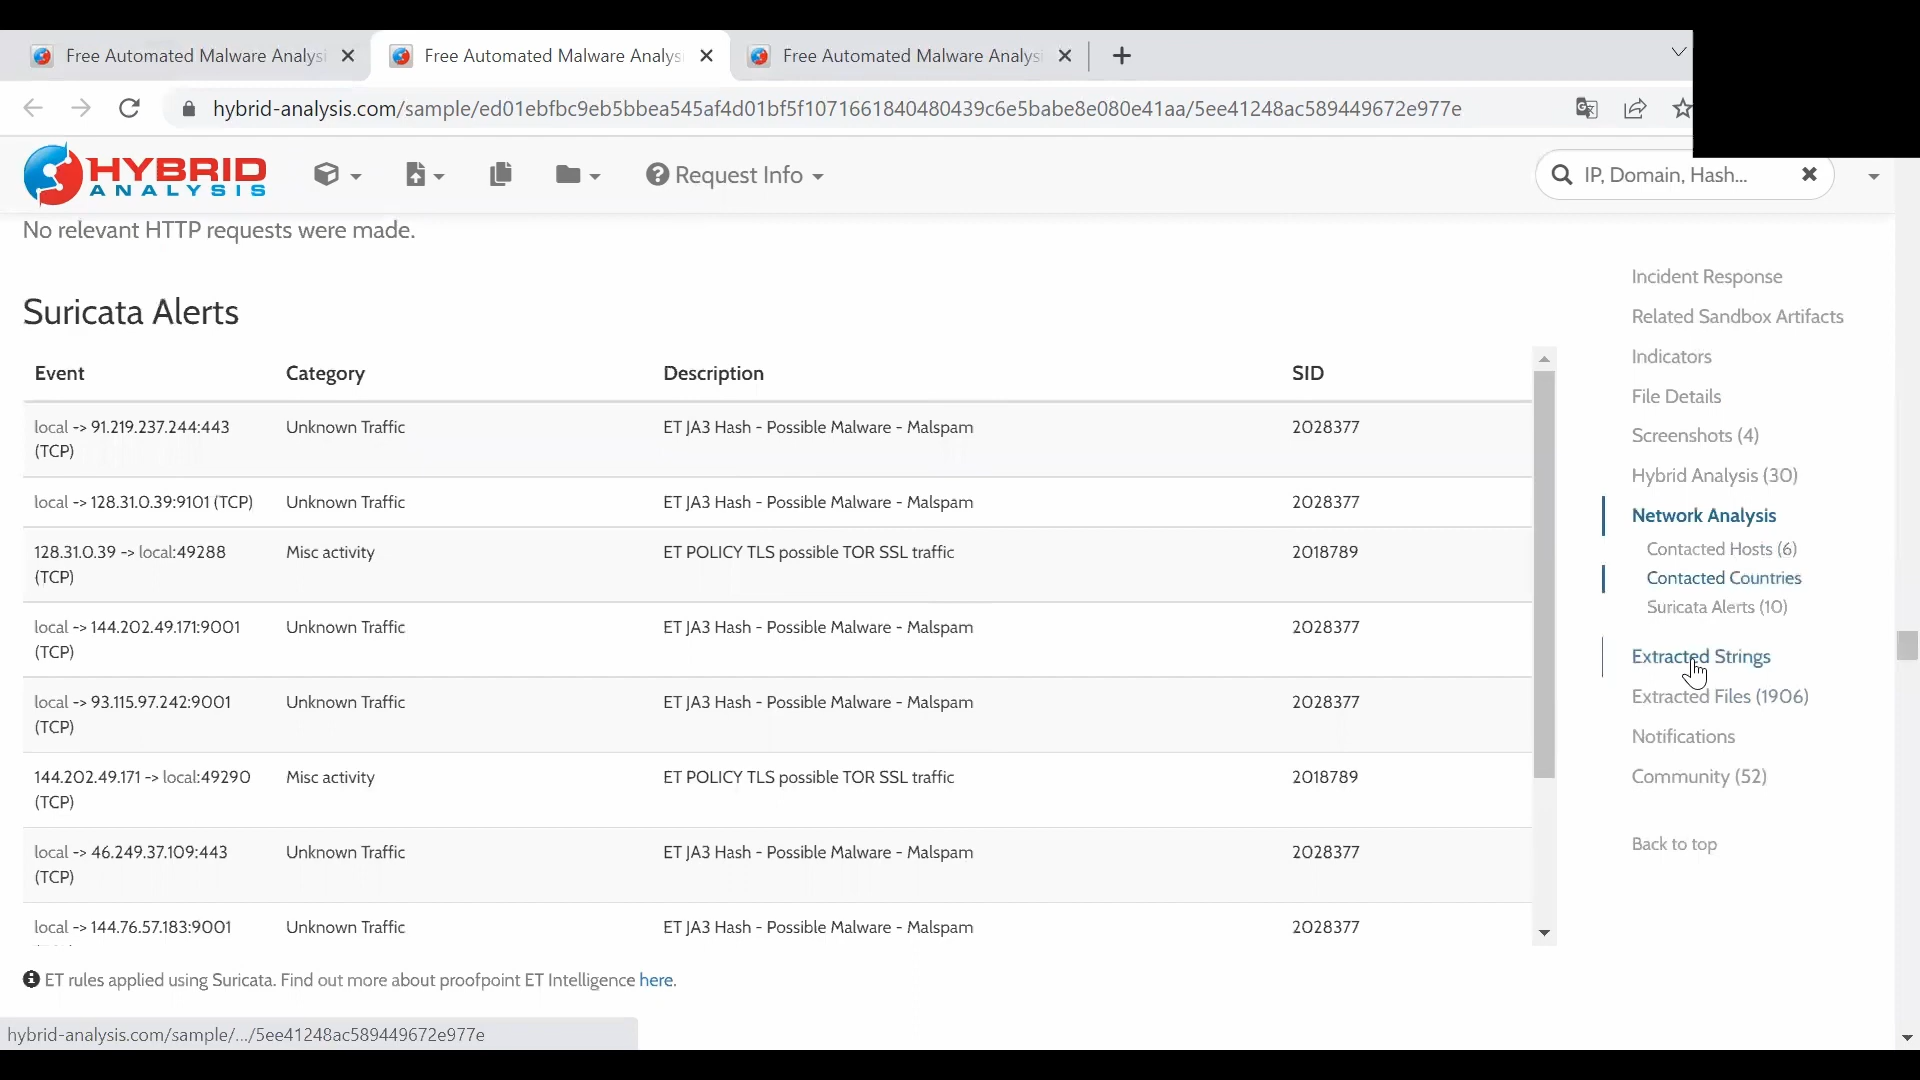 Free Automated Malware Analysi
Free Automated Malware Analys
Free Automated Malware Analys
hybrid-analysis.com/sample/ed01ebfbc9eb5bbea545af4d01bf5f1071661840480439c6e5babe8e080e41aa/5ee41248ac589449672e977e
HYBRID
ANALYSIS
Request Info
IP, Domain, Hash...
No relevant HTTP requests were made.
Suricata Alerts
Event Category Description SID
local -> 91.219.237.244:443 Unknown Traffic ET JA3 Hash - Possible Malware - Malspam 2028377
(TCP)
local -> 128.31.0.39:9101 (TCP) Unknown Traffic ET JA3 Hash - Possible Malware - Malspam 2028377
128.31.0.39 -> local:49288 Misc activity ET POLICY TLS possible TOR SSL traffic 2018789
(TCP)
local -> 144.202.49.171:9001 Unknown Traffic ET JA3 Hash - Possible Malware - Malspam 2028377
(TCP)
local -> 93.115.97.242:9001 Unknown Traffic ET JA3 Hash - Possible Malware - Malspam 2028377
(TCP)
144.202.49.171 -> local:49290 Misc activity ET POLICY TLS possible TOR SSL traffic 2018789
(TCP)
local -> 46.249.37.109:443 Unknown Traffic ET JA3 Hash - Possible Malware - Malspam 2028377
(TCP)
local -> 144.76.57.183:9001 Unknown Traffic ET JA3 Hash - Possible Malware - Malspam 2028377
ET rules applied using Suricata. Find out more about proofpoint ET Intelligence here.
Incident Response
Related Sandbox Artifacts
Indicators
File Details
Screenshots (4)
Hybrid Analysis (30)
Network Analysis
Contacted Hosts (6)
Contacted Countries
Suricata Alerts (10)
Extracted Strings
Extracted Files (1906)
Notifications
Community (52)
Back to top
hybrid-analysis.com/sample/.../5ee41248ac589449672e977e